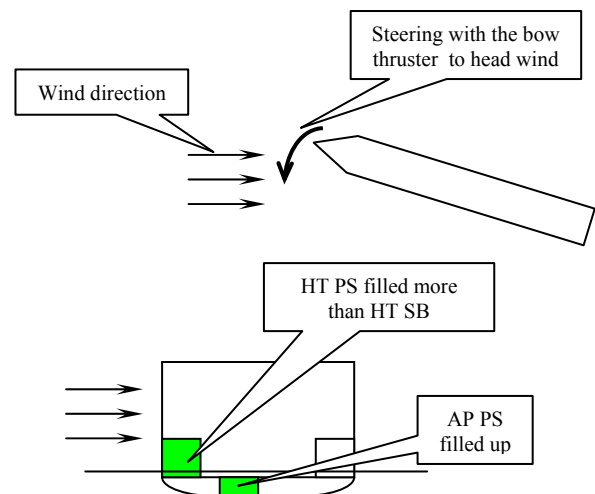 Steering with the bow
thruster to head wind
Wind direction
HT PS filled more
than HT SB
AP PS
filled up